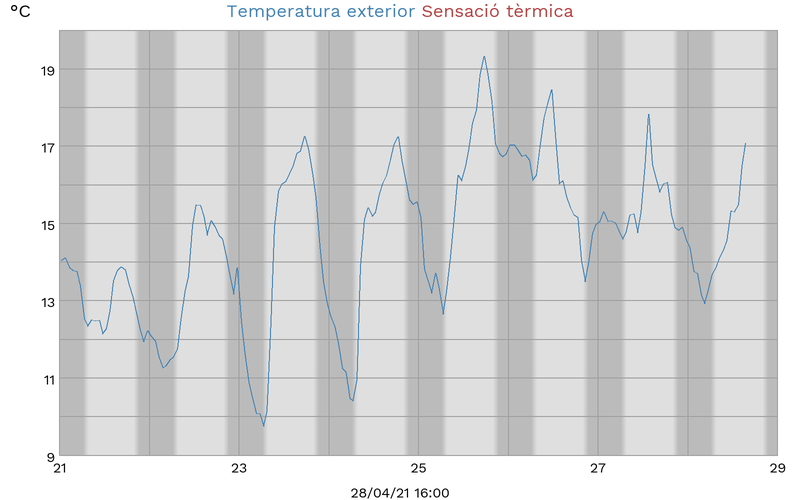 °C
Temperatura exterior Sensació tèrmica
19
17
15
13
11
9
21 23 25 27 29
28/04/21 16:00